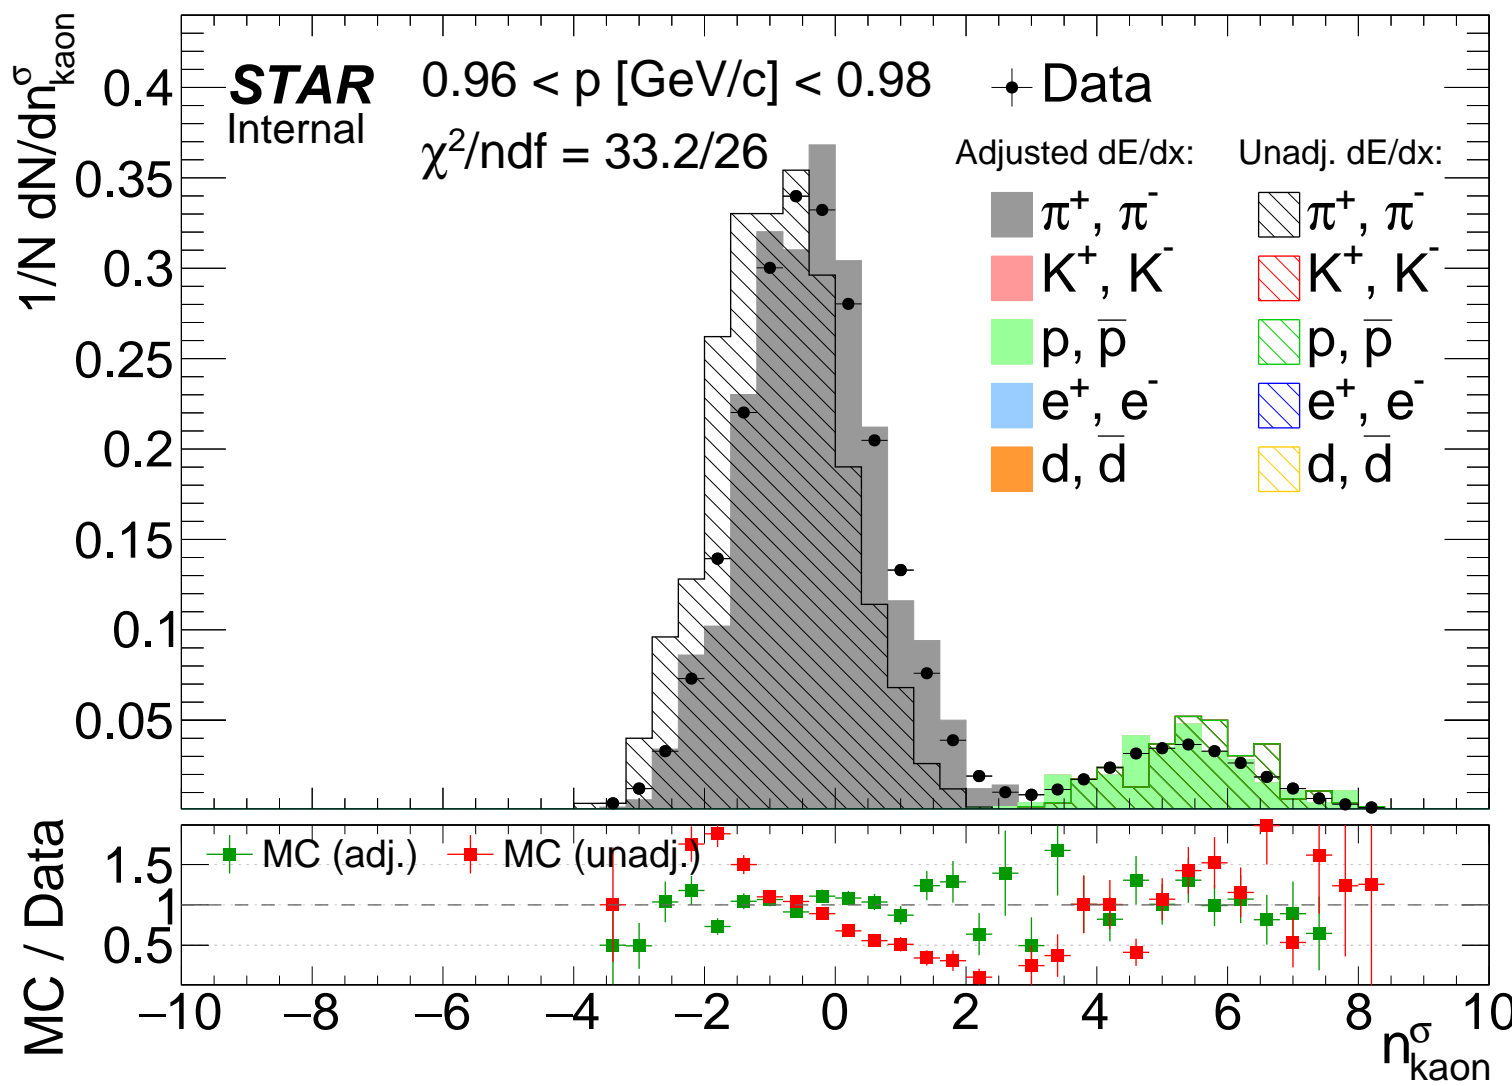 1/N dN/dn^σ_kaon
STAR
Internal
0.96 < p [GeV/c] < 0.98
χ²/ndf = 33.2/26
Data
Adjusted dE/dx: Unadj. dE/dx:
π⁺, π⁻ π⁺, π⁻
K⁺, K⁻ K⁺, K⁻
p, p̅ p, p̅
e⁺, e⁻ e⁺, e⁻
d, d̅ d, d̅
0.4
0.35
0.3
0.25
0.2
0.15
0.1
0.05
MC / Data
MC (adj.) MC (unadj.)
1.5
1
0.5
−10 −8 −6 −4 −2 0 2 4 6 8 10
n^σ_kaon